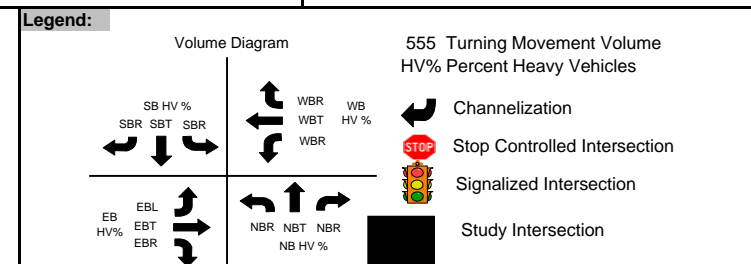 Legend:
Volume Diagram
SB HV %
SBR SBT SBR
WBR
WBT
WBR
WB
HV %
EB
HV%
EBL
EBT
EBR
NBR NBT NBR
NB HV %
555 Turning Movement Volume
HV% Percent Heavy Vehicles
Channelization
STOP Stop Controlled Intersection
Signalized Intersection
Study Intersection